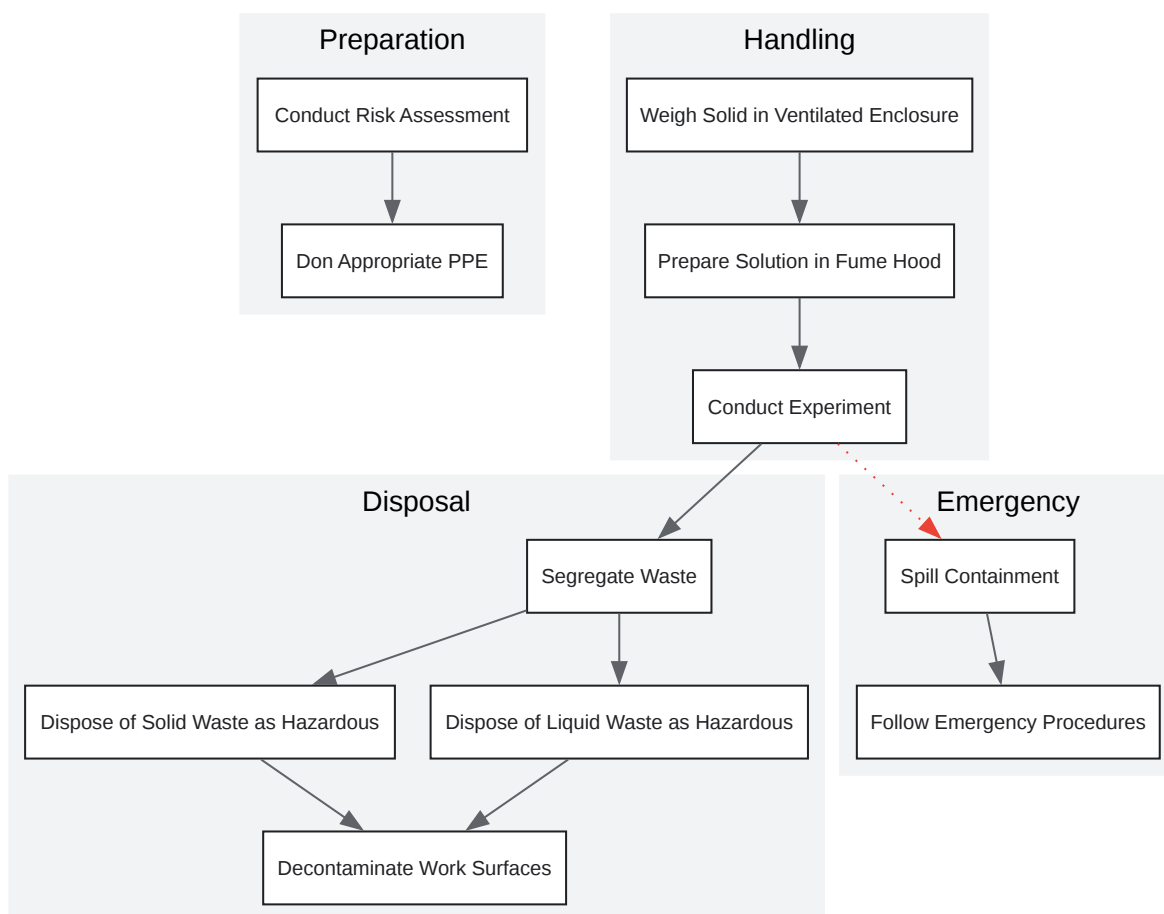 Preparation
Conduct Risk Assessment
Don Appropriate PPE
Handling
Weigh Solid in Ventilated Enclosure
Prepare Solution in Fume Hood
Conduct Experiment
Disposal
Segregate Waste
Dispose of Solid Waste as Hazardous
Dispose of Liquid Waste as Hazardous
Decontaminate Work Surfaces
Emergency
Spill Containment
Follow Emergency Procedures